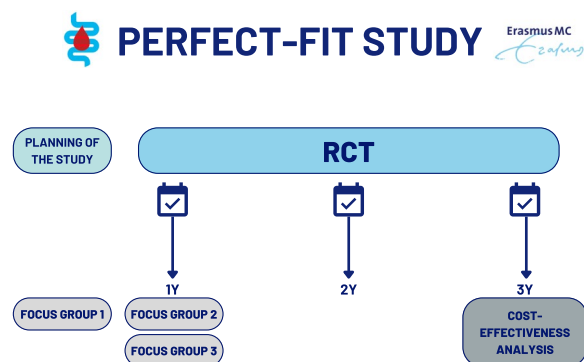 PERFECT-FIT STUDY
Erasmus MC
Erasmus
PLANNING OF
THE STUDY
RCT
1Y
2Y
3Y
FOCUS GROUP 1
FOCUS GROUP 2
FOCUS GROUP 3
COST-
EFFECTIVENESS
ANALYSIS